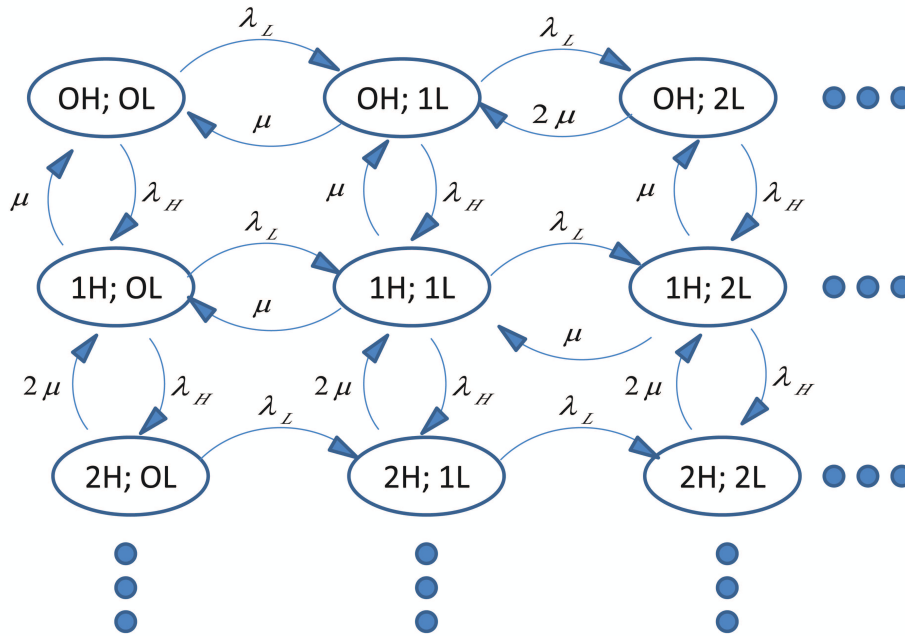 λ_L λ_L
OH; OL OH; 1L OH; 2L
μ 2 μ
μ λ_H μ λ_H μ λ_H
λ_L λ_L
1H; OL 1H; 1L 1H; 2L
μ μ
2 μ λ_H 2 μ λ_H 2 μ λ_H
λ_L λ_L
2H; OL 2H; 1L 2H; 2L